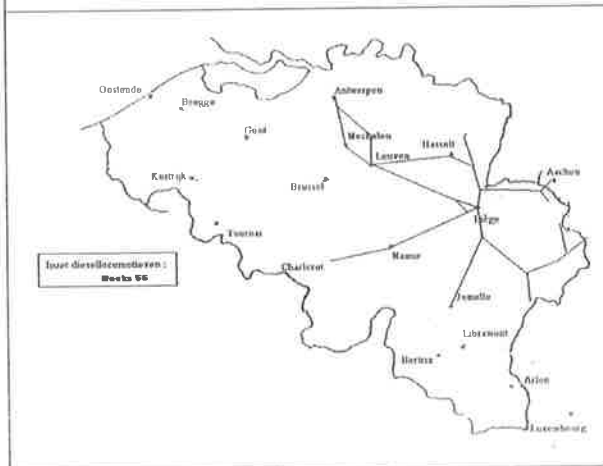 Oostende
Brugge
Gent
Antwerpen
Mechelen
Leuven
Hasselt
Aachen
Kortrijk
Brussel
Tournai
Liège
Inzet diesellocomotieven :
Reeks 55
Charleroi
Namur
Jemelle
Libramont
Bertrix
Arlon
Luxembourg